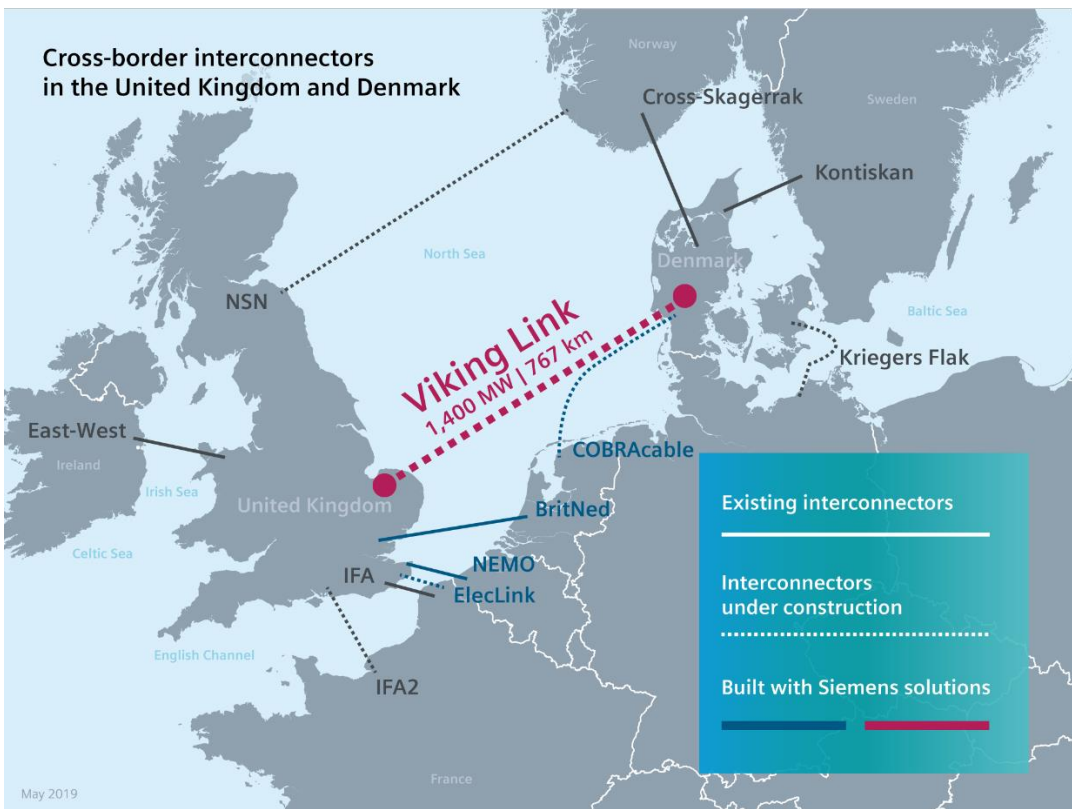 Cross-border interconnectors
in the United Kingdom and Denmark
Norway
Cross-Skagerrak
Sweden
Kontiskan
North Sea
Denmark
NSN
Baltic Sea
Viking Link
1,400 MW | 767 km
Kriegers Flak
East-West
Ireland
COBRAcable
Irish Sea
United Kingdom
BritNed
Celtic Sea
NEMO
IFA
ElecLink
English Channel
IFA2
France
Existing interconnectors
Interconnectors
under construction
Built with Siemens solutions
May 2019